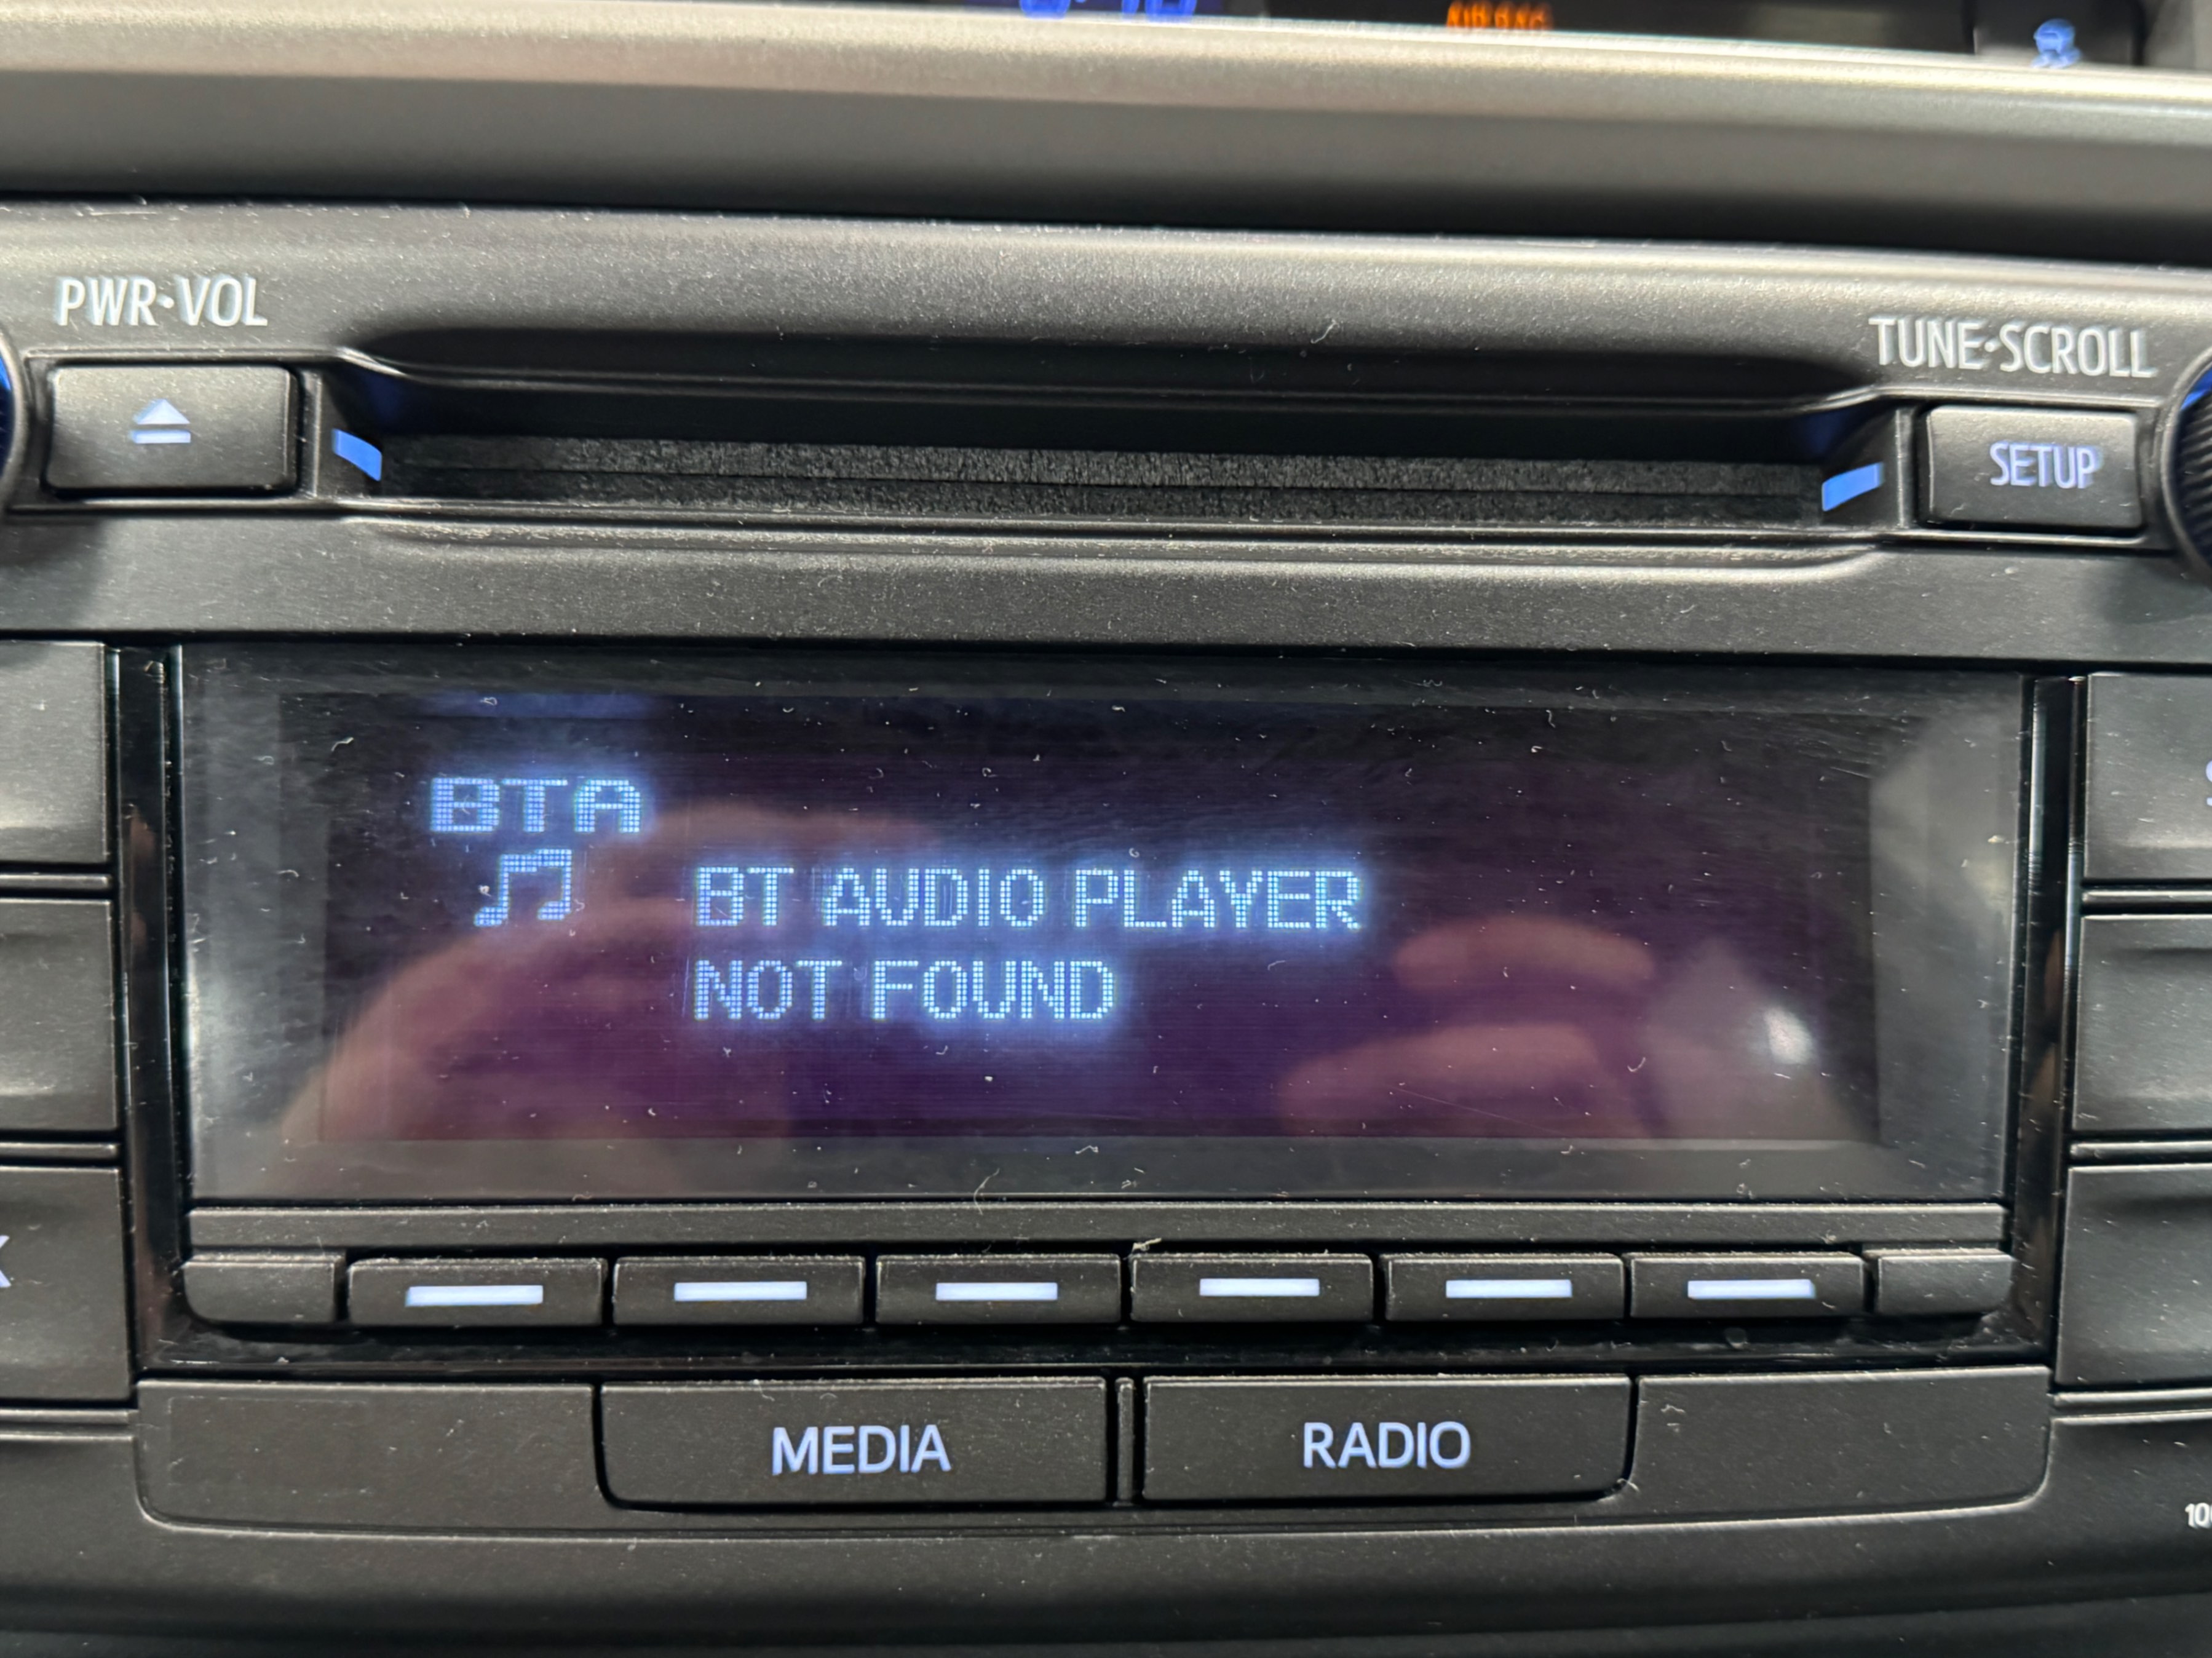 PWR•VOL
TUNE•SCROLL
SETUP
BTA
BT AUDIO PLAYER
NOT FOUND
MEDIA
RADIO